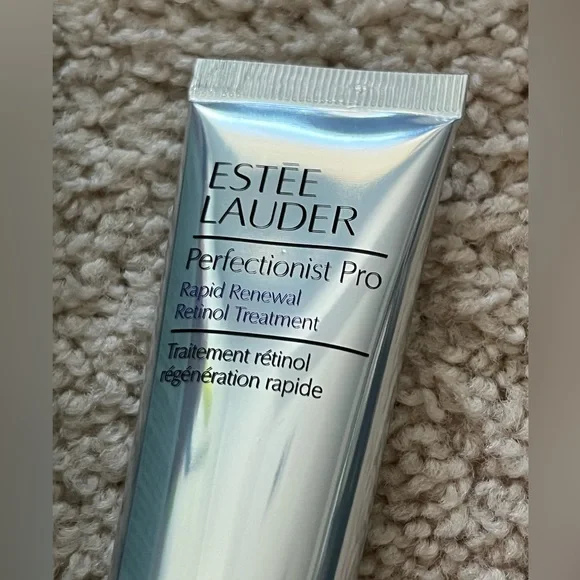 ESTĒE
LAUDER
Perfectionist Pro
Rapid Renewal
Retinol Treatment
Traitement rétinol
régénération rapide